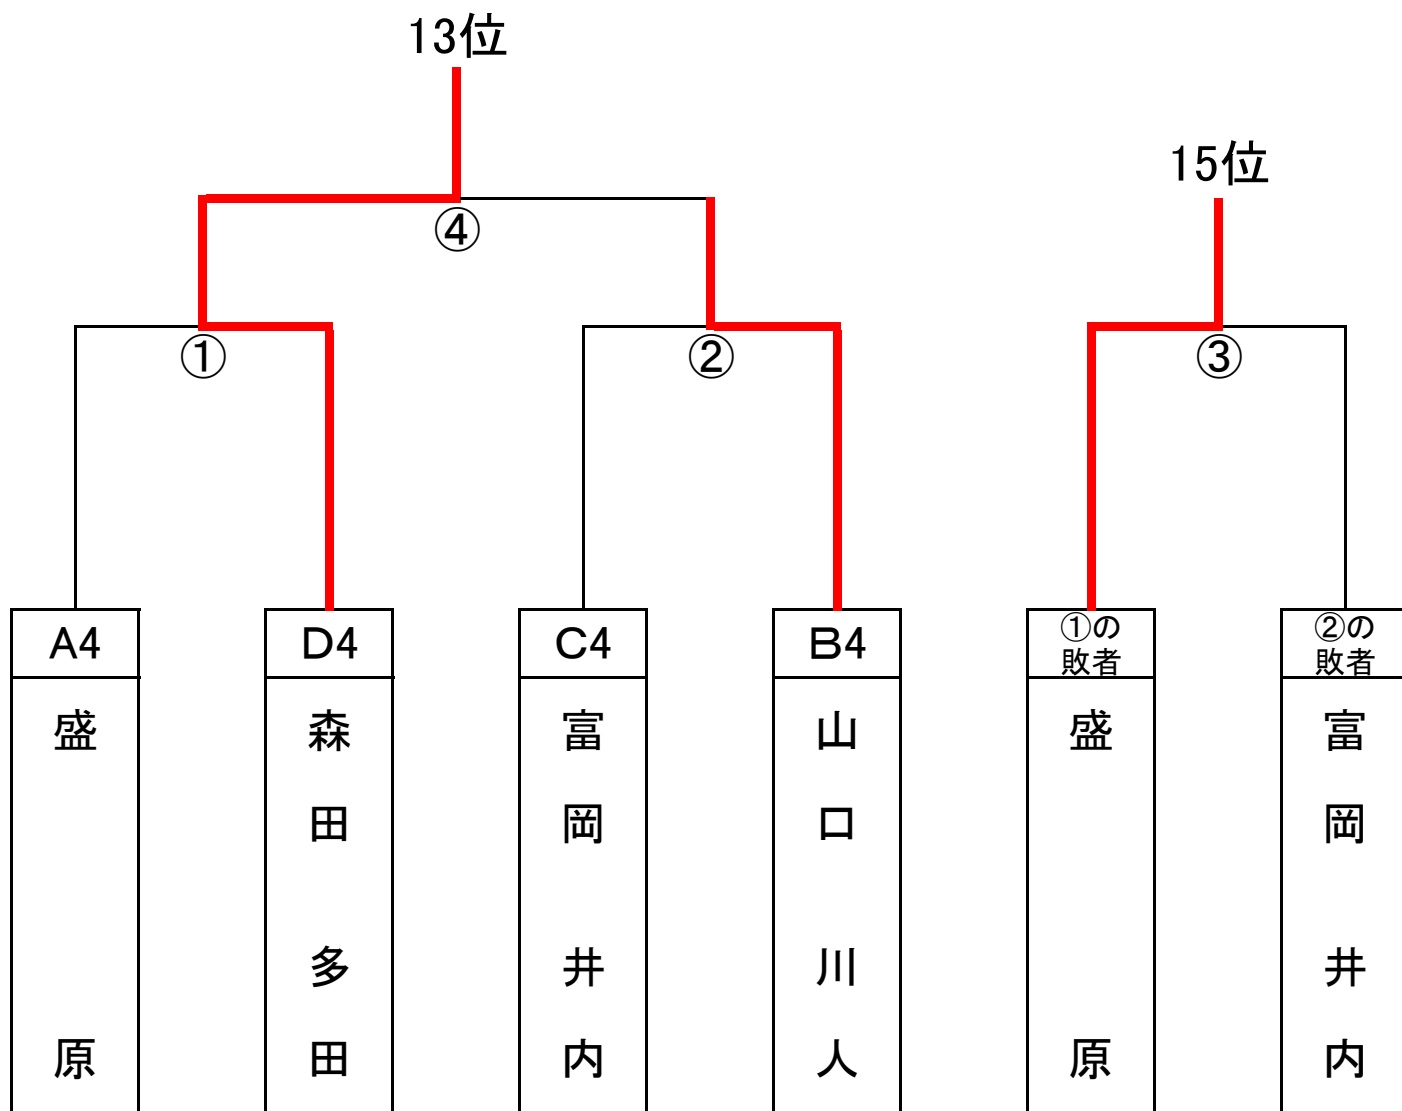 13位
15位
④
①
②
③
A4
D4
C4
B4
①の
敗者
②の
敗者
盛
原
森田
多田
富岡
井内
山口
川人
盛
原
富岡
井内